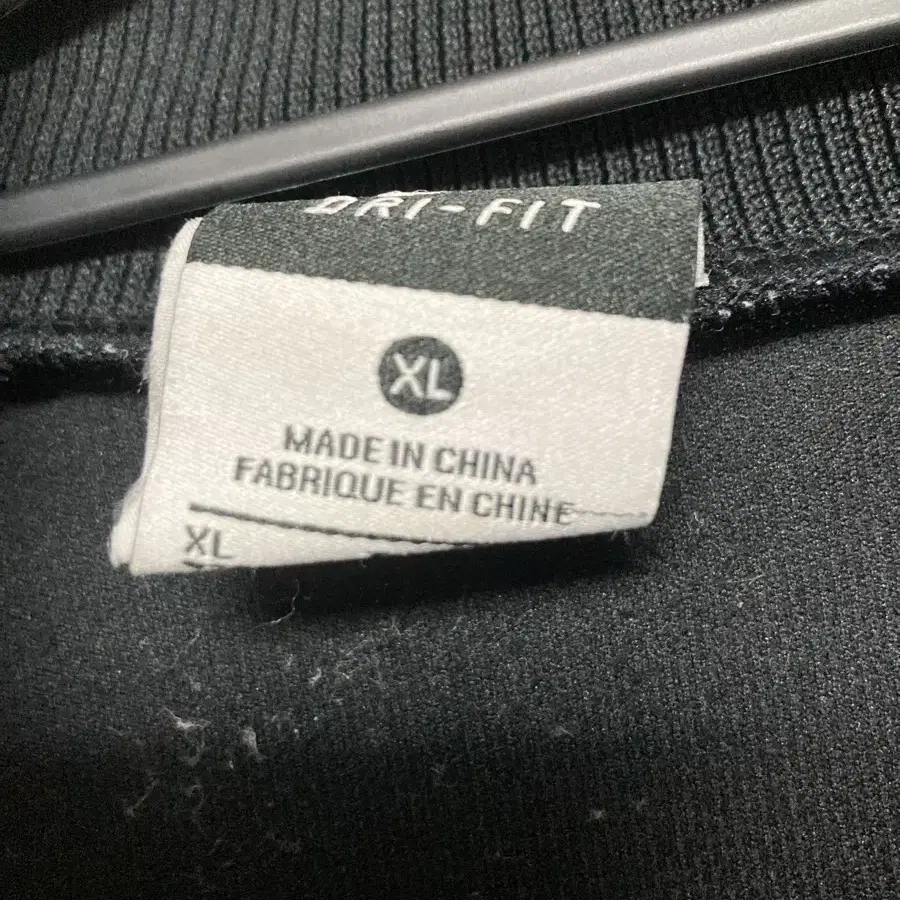 DRI-FIT
XL
MADE IN CHINA
FABRIQUE EN CHINE
XL